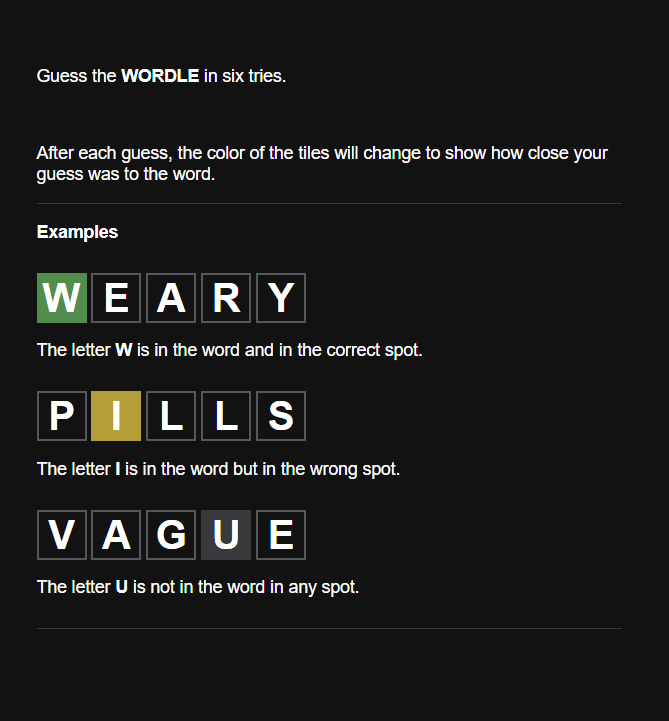 Guess the WORDLE in six tries.
After each guess, the color of the tiles will change to show how close your
guess was to the word.
Examples
W E A R Y
The letter W is in the word and in the correct spot.
P I L L S
The letter I is in the word but in the wrong spot.
V A G U E
The letter U is not in the word in any spot.